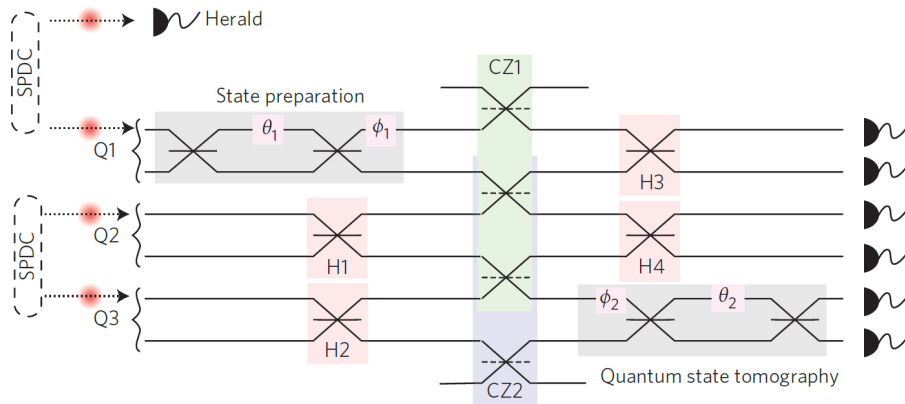 SPDC
Herald
State preparation
θ1
ϕ1
Q1
CZ1
H3
SPDC
Q2
H1
H4
Q3
H2
ϕ2
θ2
CZ2
Quantum state tomography